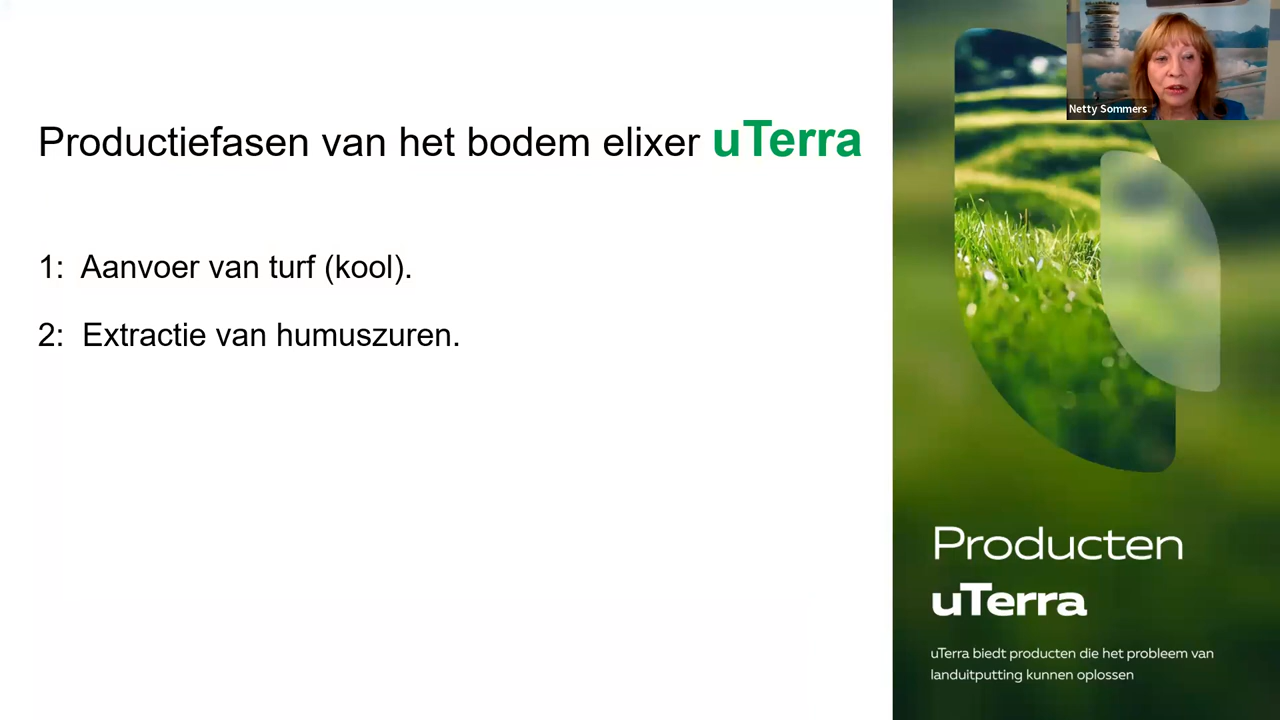 Productiefasen van het bodem elixer uTerra
1: Aanvoer van turf (kool).
2: Extractie van humuszuren.
Netty Sommers
Producten
uTerra
uTerra biedt producten die het probleem van
landuitputting kunnen oplossen